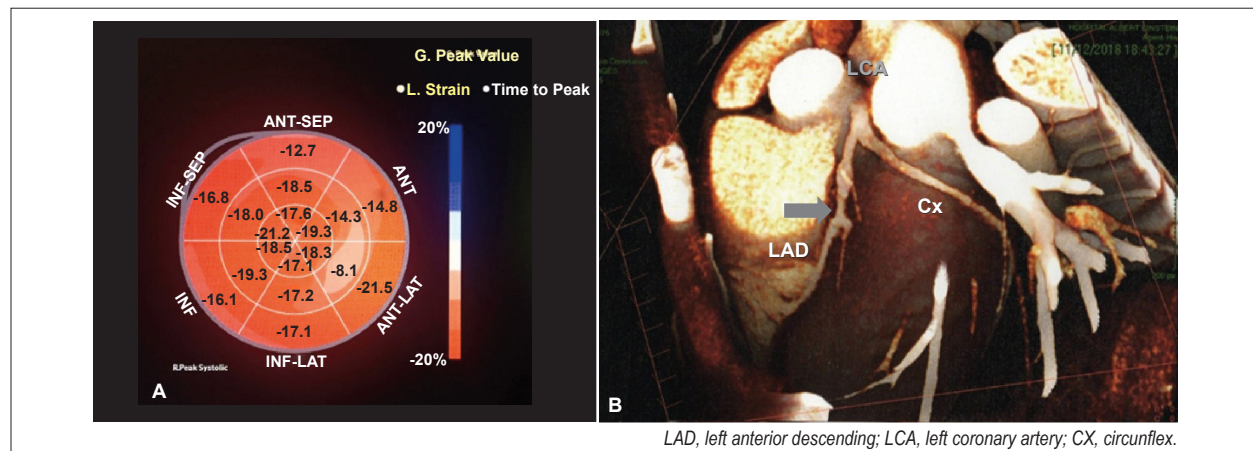 G. Peak Value
L. Strain
Time to Peak
ANT-SEP
20%
-12.7
INF-SEP
ANT
-18.5
-16.8
-14.8
-18.0
-17.6
-14.3
-21.2
-19.3
-18.5
-18.3
-19.3
-17.1
-8.1
-16.1
-17.2
-21.5
INF
ANT-LAT
-17.1
-20%
INF-LAT
R.Peak Systolic
A
HOSPITAL ALBERT EINSTEIN
[11/12/2018 18:43:27]
LCA
Cx
LAD
B
LAD, left anterior descending; LCA, left coronary artery; CX, circunflex.